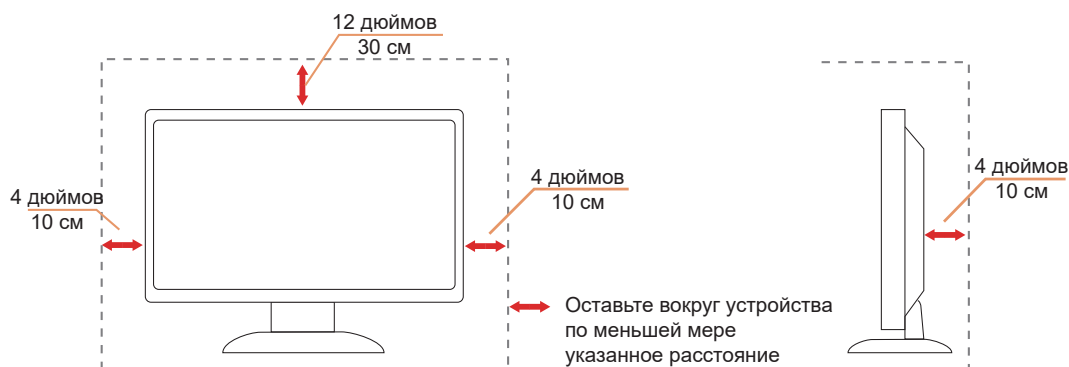 12 дюймов
30 см
4 дюймов
10 см
4 дюймов
10 см
4 дюймов
10 см
Оставьте вокруг устройства
по меньшей мере
указанное расстояние